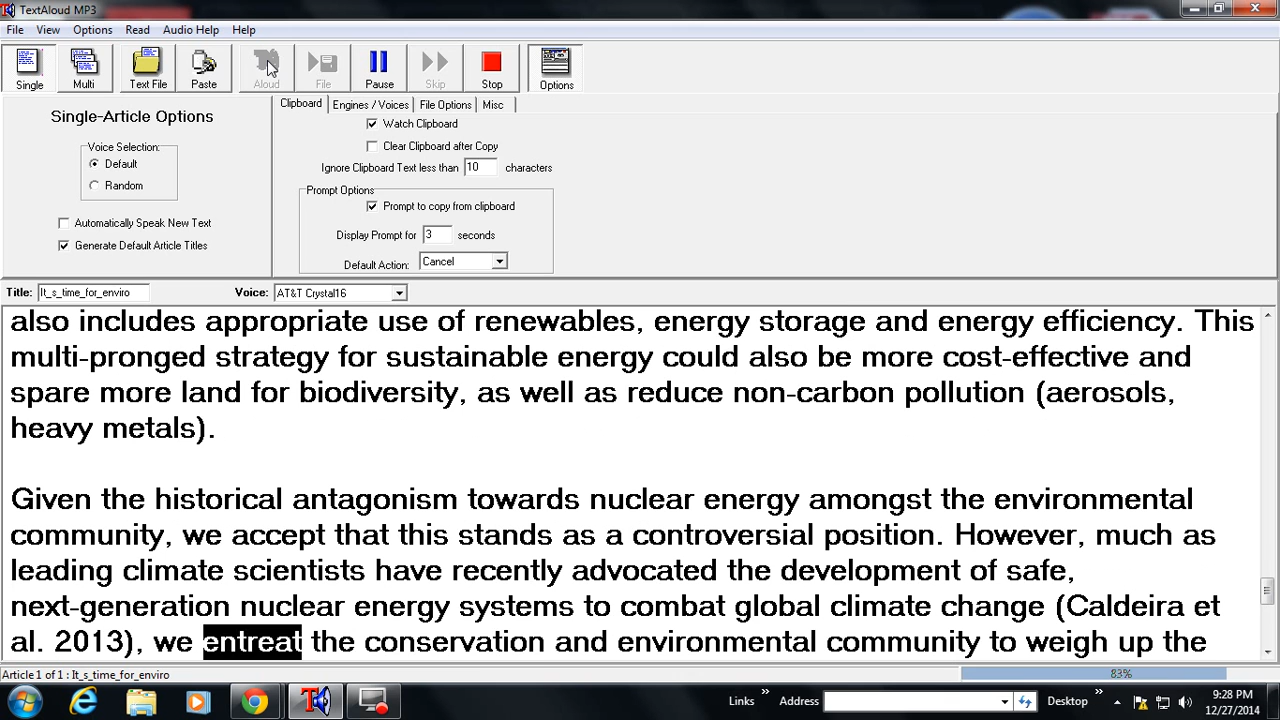 TextAloud MP3
File View Options Read Audio Help Help
Single Multi Text File Paste Aloud File Pause Skip Stop Options
Single-Article Options
Voice Selection:
Default
Random
Automatically Speak New Text
Generate Default Article Titles
Clipboard Engines / Voices File Options Misc
Watch Clipboard
Clear Clipboard after Copy
Ignore Clipboard Text less than 10 characters
Prompt Options
Prompt to copy from clipboard
Display Prompt for 3 seconds
Default Action: Cancel
Title: It_s_time_for_enviro Voice: AT&T Crystal16
also includes appropriate use of renewables, energy storage and energy efficiency. This
multi-pronged strategy for sustainable energy could also be more cost-effective and
spare more land for biodiversity, as well as reduce non-carbon pollution (aerosols,
heavy metals).
Given the historical antagonism towards nuclear energy amongst the environmental
community, we accept that this stands as a controversial position. However, much as
leading climate scientists have recently advocated the development of safe,
next-generation nuclear energy systems to combat global climate change (Caldeira et
al. 2013), we entreat the conservation and environmental community to weigh up the
Article 1 of 1 : It_s_time_for_enviro 83%
Links » Address Desktop » 9:28 PM
12/27/2014